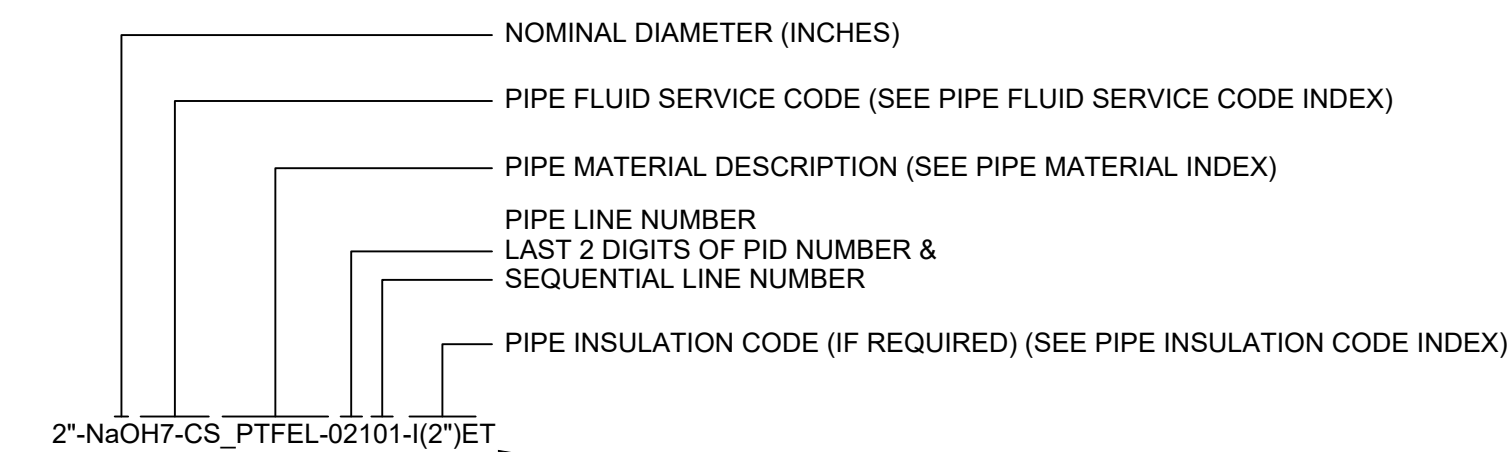 NOMINAL DIAMETER (INCHES)
PIPE FLUID SERVICE CODE (SEE PIPE FLUID SERVICE CODE INDEX)
PIPE MATERIAL DESCRIPTION (SEE PIPE MATERIAL INDEX)
PIPE LINE NUMBER
LAST 2 DIGITS OF PID NUMBER &
SEQUENTIAL LINE NUMBER
PIPE INSULATION CODE (IF REQUIRED) (SEE PIPE INSULATION CODE INDEX)
2"-NaOH7-CS_PTFEL-02101-I(2")ET